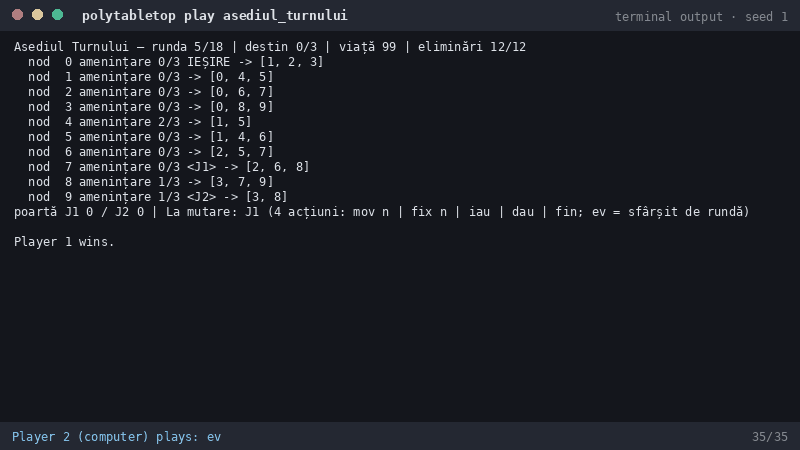 polytabletop play asediul_turnului
terminal output · seed 1
Asediul Turnului — runda 5/18 | destin 0/3 | viață 99 | eliminări 12/12
nod 0 amenințare 0/3 IEȘIRE -> [1, 2, 3]
nod 1 amenințare 0/3 -> [0, 4, 5]
nod 2 amenințare 0/3 -> [0, 6, 7]
nod 3 amenințare 0/3 -> [0, 8, 9]
nod 4 amenințare 2/3 -> [1, 5]
nod 5 amenințare 0/3 -> [1, 4, 6]
nod 6 amenințare 0/3 -> [2, 5, 7]
nod 7 amenințare 0/3 <J1> -> [2, 6, 8]
nod 8 amenințare 1/3 -> [3, 7, 9]
nod 9 amenințare 1/3 <J2> -> [3, 8]
poartă J1 0 / J2 0 | La mutare: J1 (4 acțiuni: mov n | fix n | iau | dau | fin; ev = sfârșit de rundă)
Player 1 wins.
Player 2 (computer) plays: ev
35/35